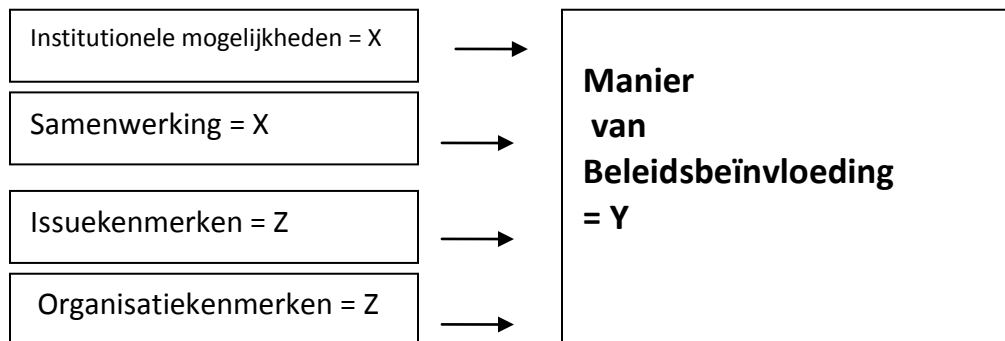 Institutionele mogelijkheden = X
Samenwerking = X
Issuekenmerken = Z
Organisatiekenmerken = Z
Manier
van
Beleidsbeïnvloeding
= Y